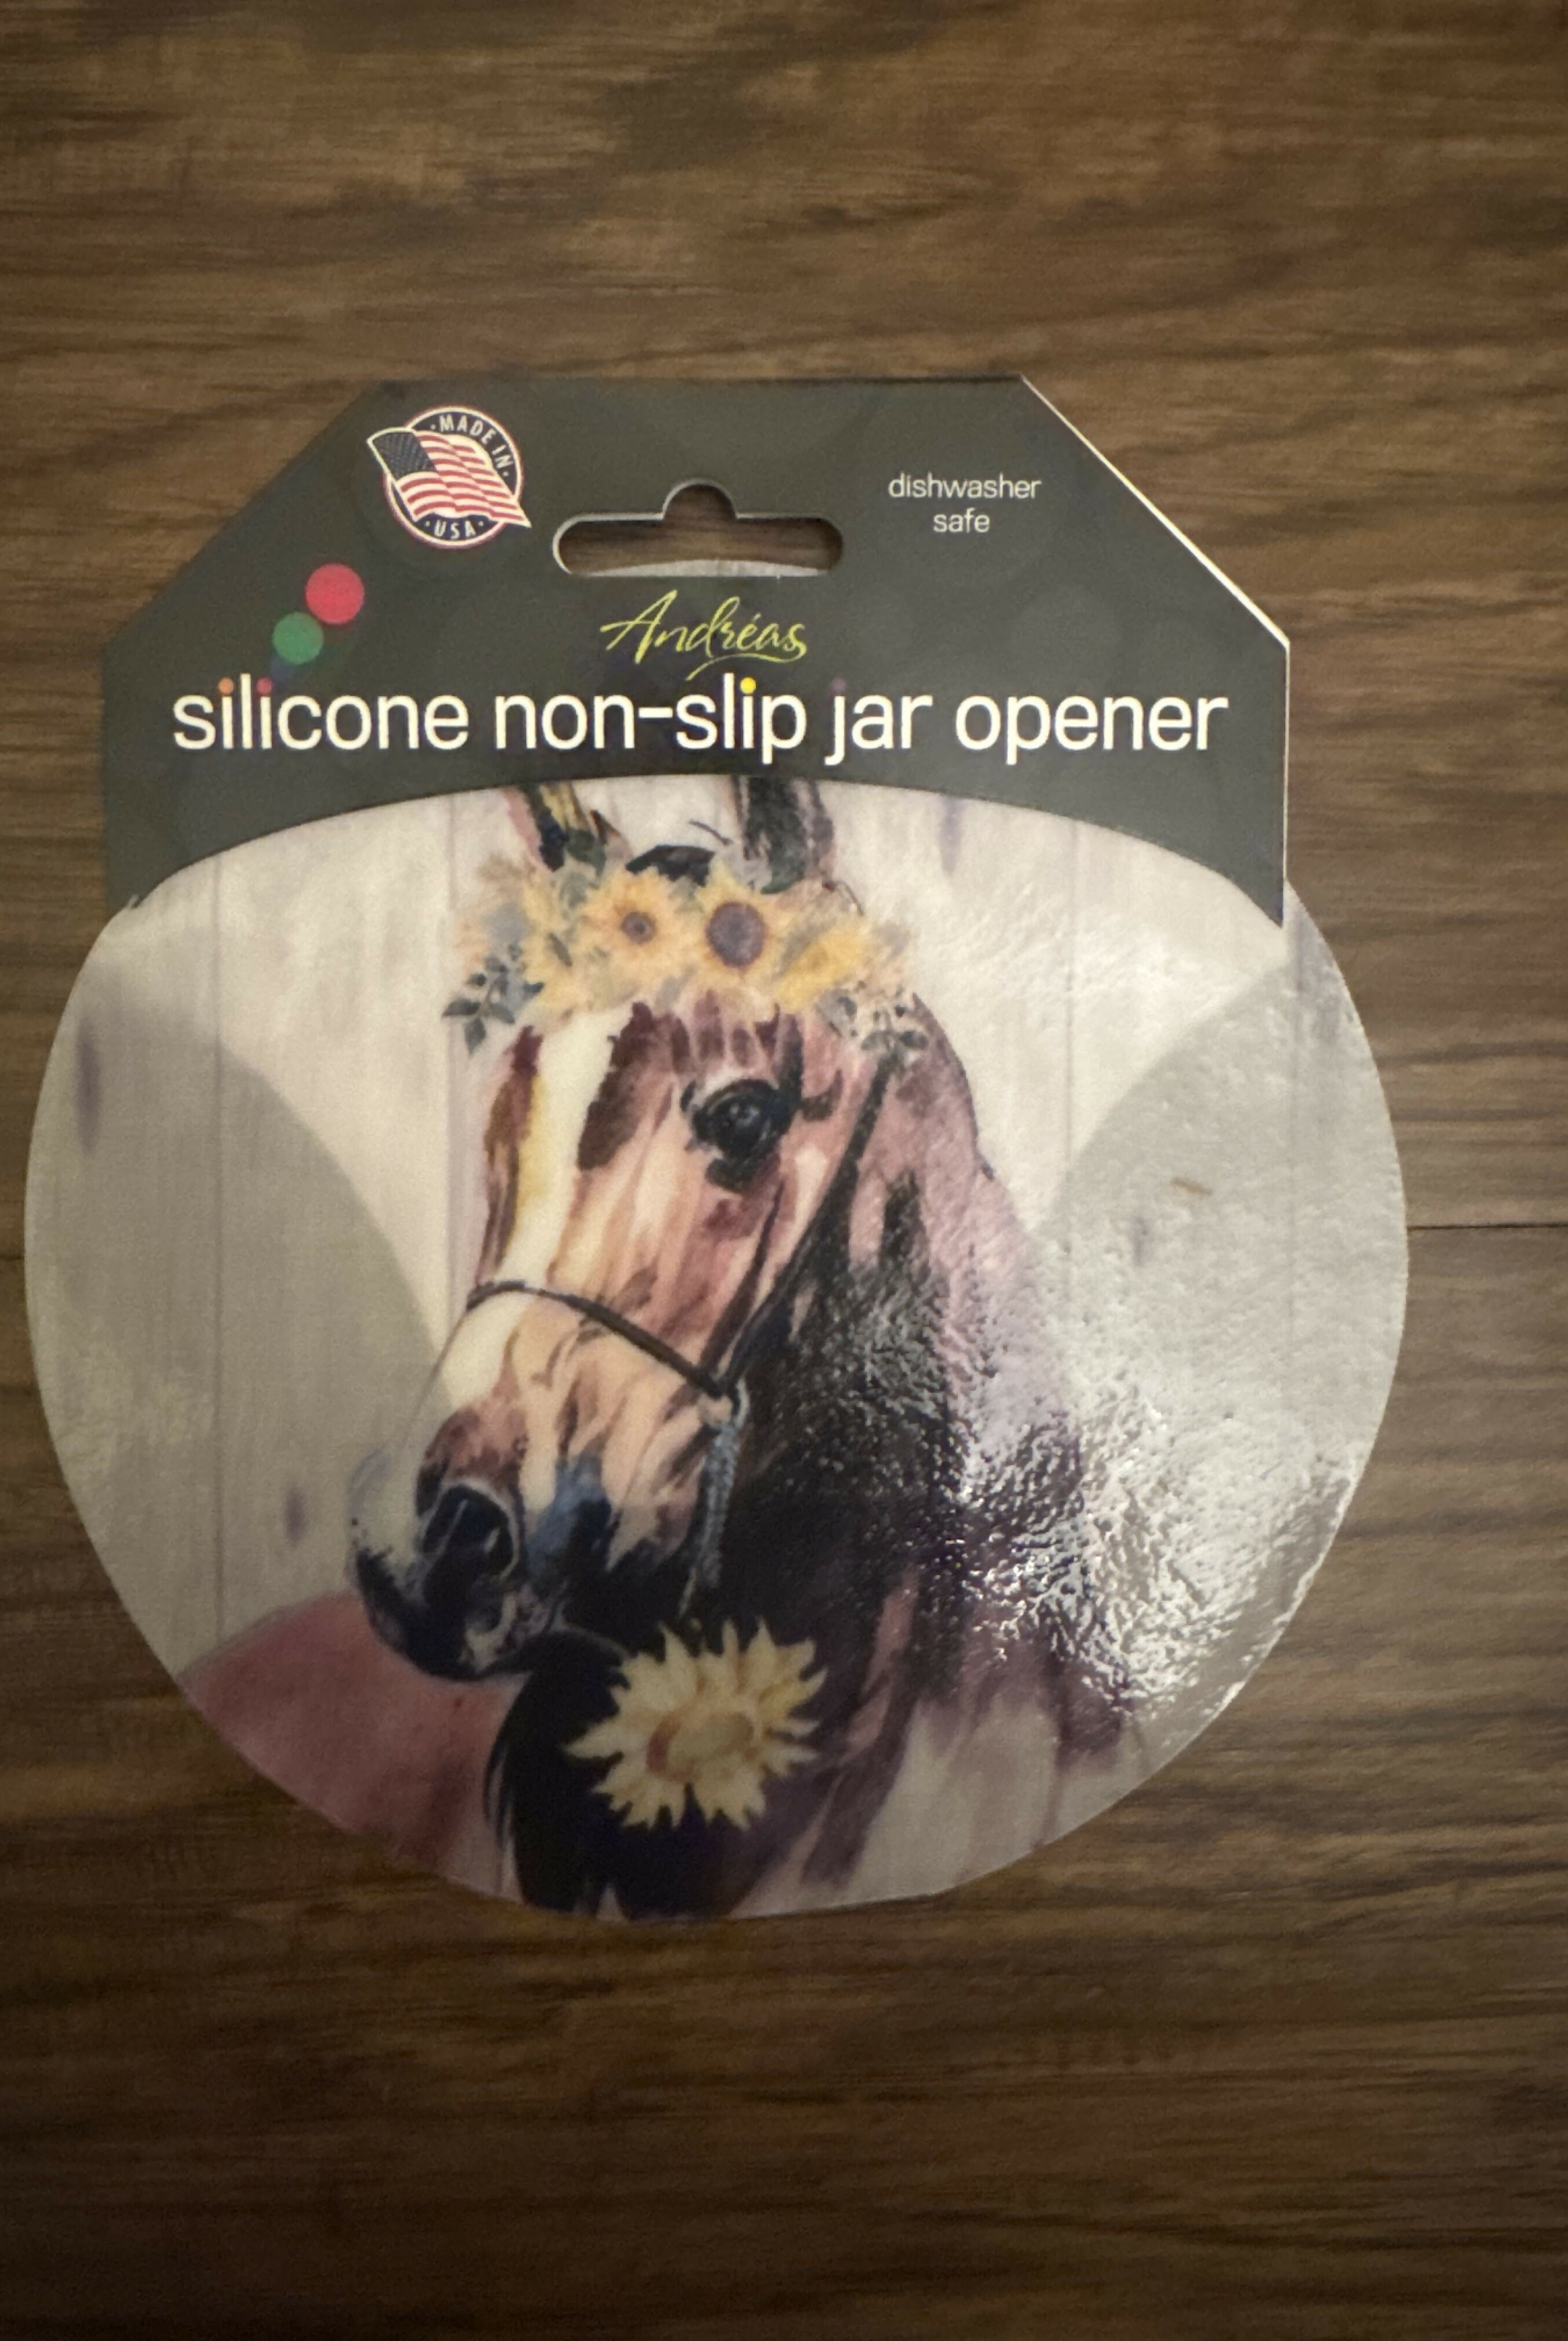 MADE IN
USA
dishwasher
safe
Andréas
silicone non-slip jar opener